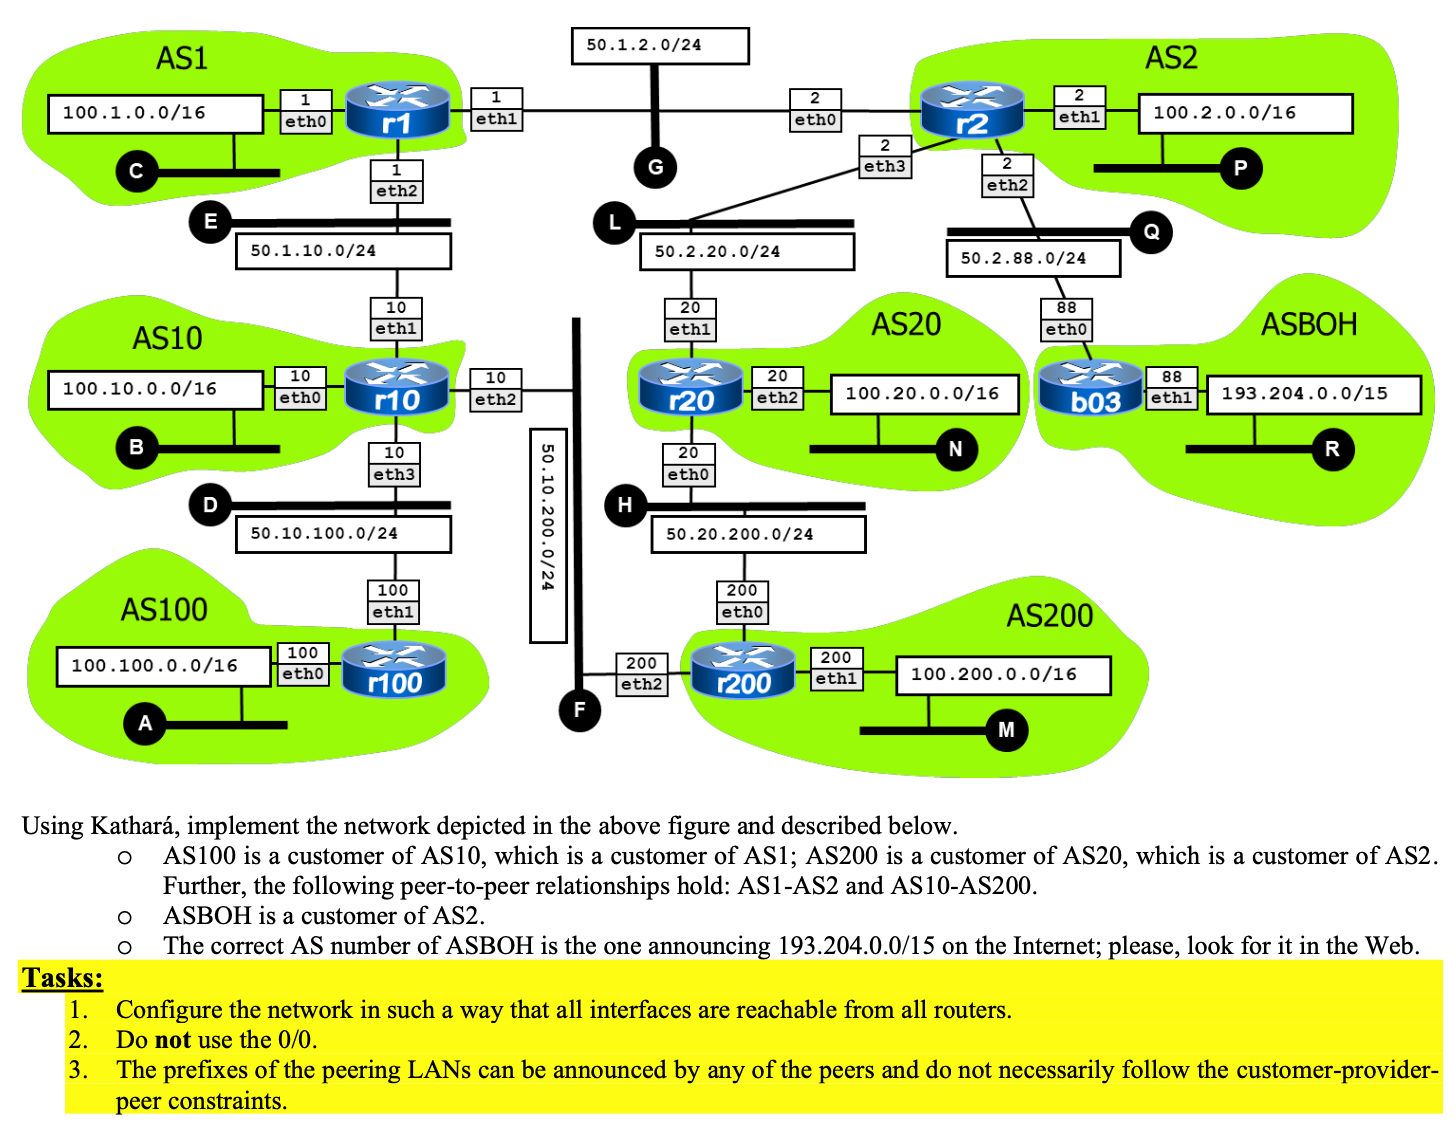 AS1
50.1.2.0/24
AS2
100.1.0.0/16
1
eth0
r1
1
eth1
2
eth0
r2
2
eth1
100.2.0.0/16
C
1
eth2
G
2
eth3
2
eth2
P
E
50.1.10.0/24
L
50.2.20.0/24
Q
50.2.88.0/24
10
eth1
20
eth1
88
eth0
AS10
AS20
ASBOH
100.10.0.0/16
10
eth0
r10
10
eth2
r20
20
eth2
100.20.0.0/16
b03
88
eth1
193.204.0.0/15
B
10
eth3
50.10.200.0/24
20
eth0
N
R
D
50.10.100.0/24
H
50.20.200.0/24
100
eth1
200
eth0
AS100
AS200
100.100.0.0/16
100
eth0
r100
200
eth2
r200
200
eth1
100.200.0.0/16
A
F
M
Using Kathará, implement the network depicted in the above figure and described below.
o AS100 is a customer of AS10, which is a customer of AS1; AS200 is a customer of AS20, which is a customer of AS2.
Further, the following peer-to-peer relationships hold: AS1-AS2 and AS10-AS200.
o ASBOH is a customer of AS2.
o The correct AS number of ASBOH is the one announcing 193.204.0.0/15 on the Internet; please, look for it in the Web.
Tasks:
1. Configure the network in such a way that all interfaces are reachable from all routers.
2. Do not use the 0/0.
3. The prefixes of the peering LANs can be announced by any of the peers and do not necessarily follow the customer-provider-
peer constraints.